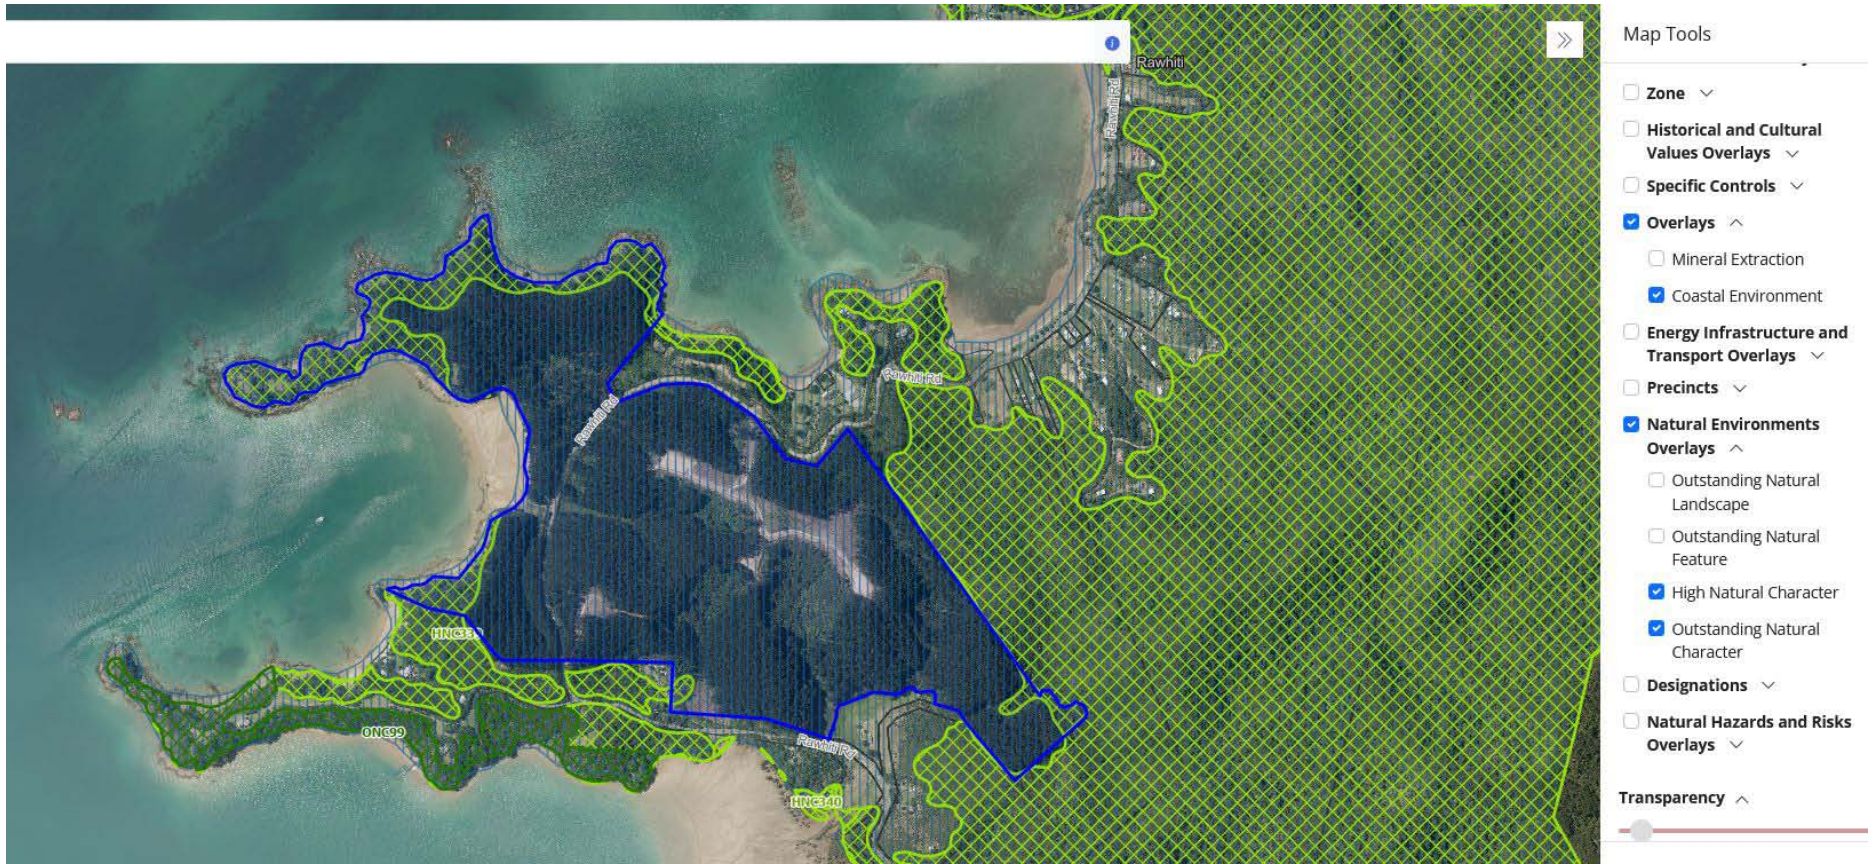 Rawhiti
Rawhiti Rd
Rawhiti Rd
Rawhiti Rd
HNC339
ONC99
Rawhiti Rd
HNC340
Map Tools
Zone
Historical and Cultural
Values Overlays
Specific Controls
Overlays
Mineral Extraction
Coastal Environment
Energy Infrastructure and
Transport Overlays
Precincts
Natural Environments
Overlays
Outstanding Natural
Landscape
Outstanding Natural
Feature
High Natural Character
Outstanding Natural
Character
Designations
Natural Hazards and Risks
Overlays
Transparency